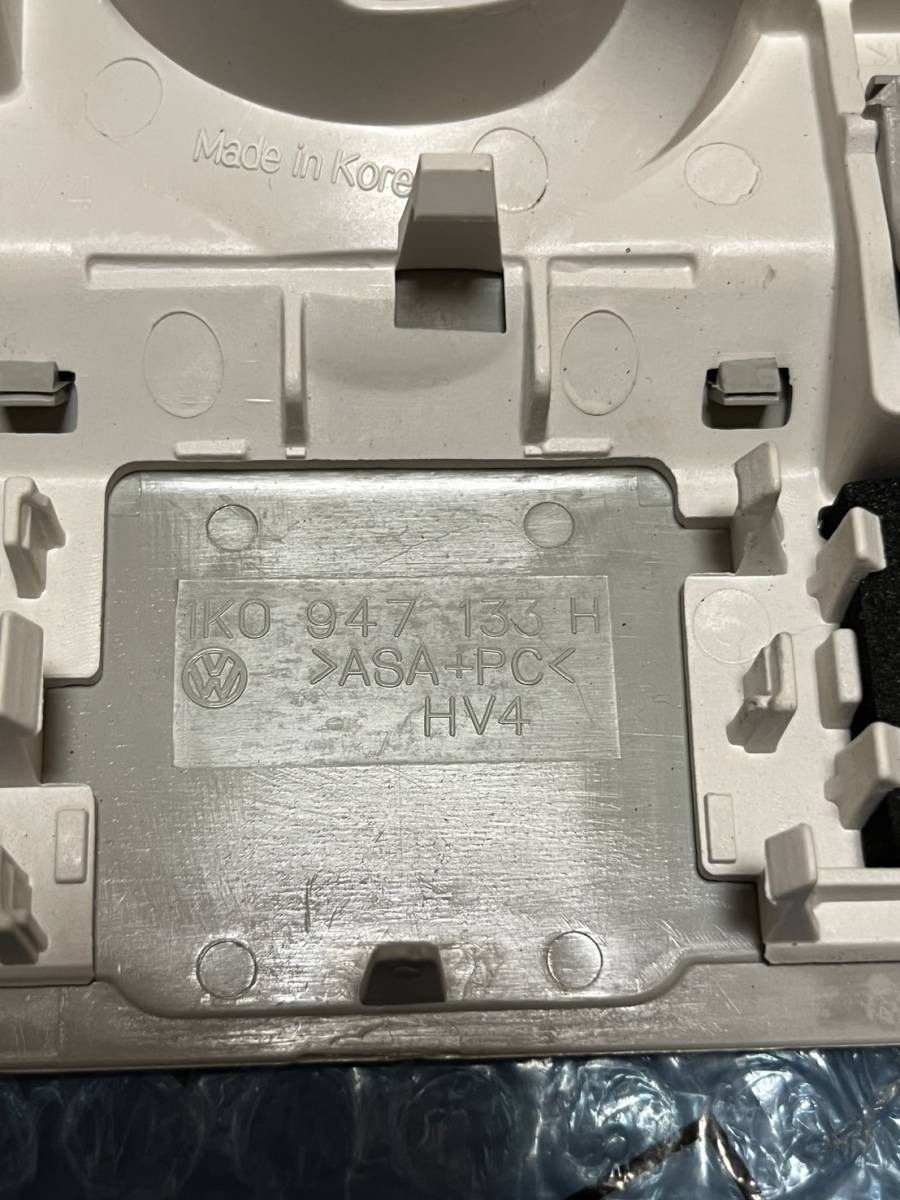 Made in Kore
1K0 947 133 H
>ASA+PC<
HV4